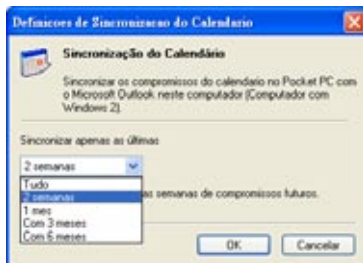 Definicoes de Sincronizacao do Calendario
Sincronização do Calendário
Sincronizar os compromissos do calendario no Pocket PC com
o Microsoft Outlook neste computador (Computador com
Windows 2).
Sincronizar apenas as últimas
2 semanas
Tudo
2 semanas
as semanas de compromissos futuros.
1 mes
Com 3 meses
Com 6 meses
OK
Cancelar